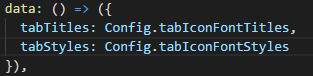 data: () => ({
  tabTitles: Config.tabIconFontTitles,
  tabStyles: Config.tabIconFontStyles
}),